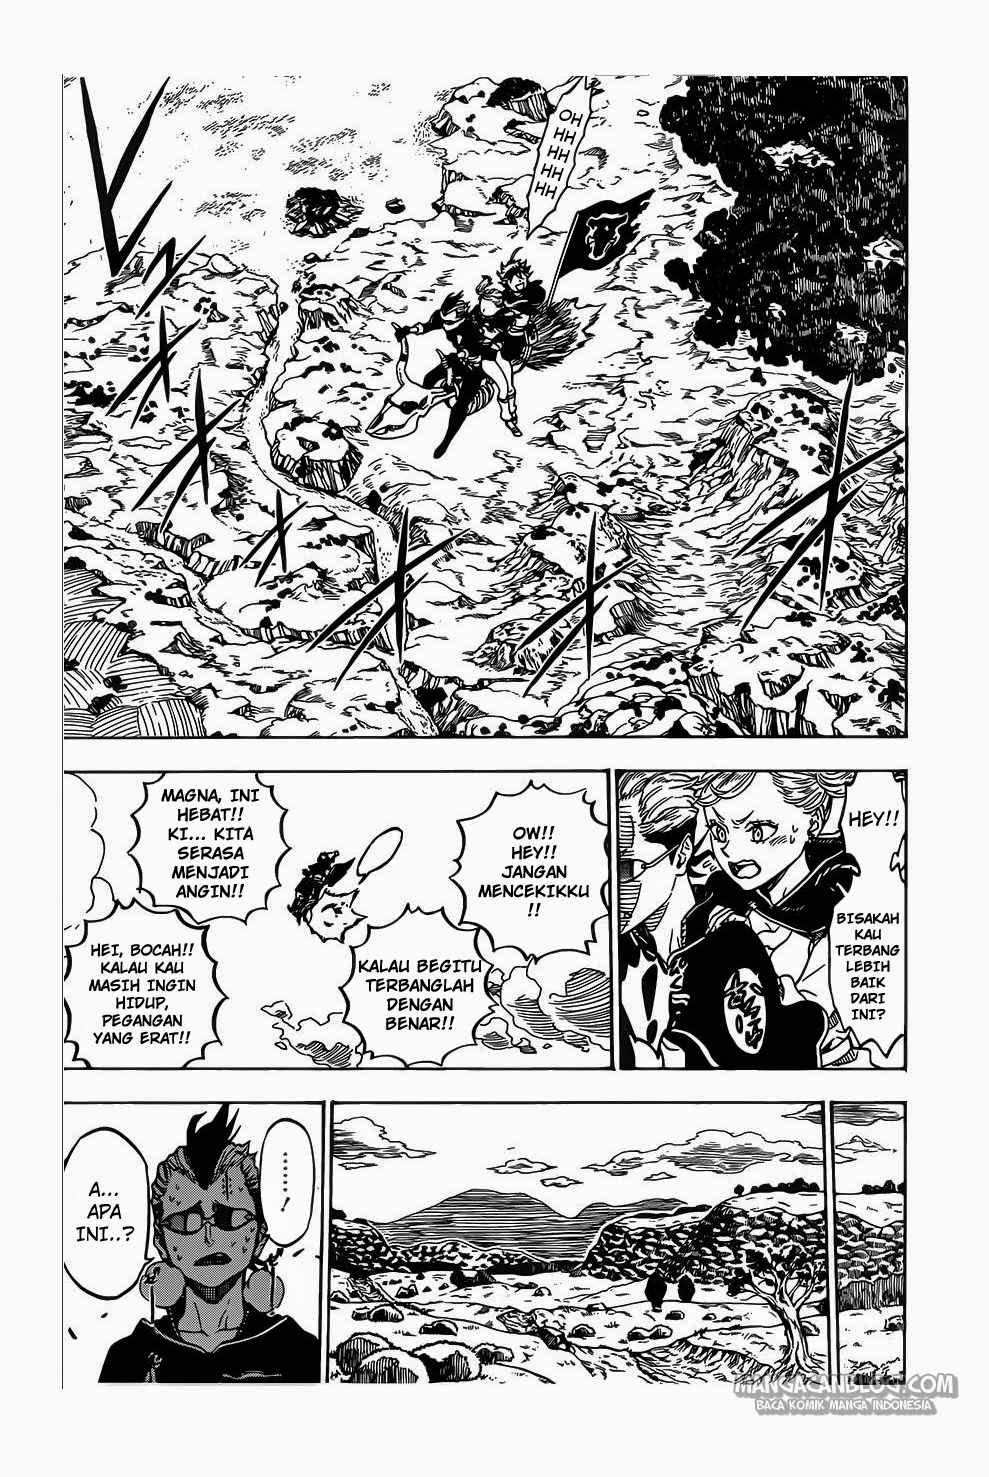 OH
HH
HH
HH
HH
HEY!!
BISAKAH
KAU
TERBANG
LEBIH
BAIK
DARI
INI?
OW!!
HEY!!
JANGAN
MENCEKIKKU
!!
KALAU BEGITU
TERBANGLAH
DENGAN
BENAR!!
MAGNA, INI
HEBAT!!
KI... KITA
SERASA
MENJADI
ANGIN!!
HEI, BOCAH!!
KALAU KAU
MASIH INGIN
HIDUP,
PEGANGAN
YANG ERAT!!
......!
A...
APA
INI..?
MANGACANBLOG.COM
BACA KOMIK MANGA INDONESIA